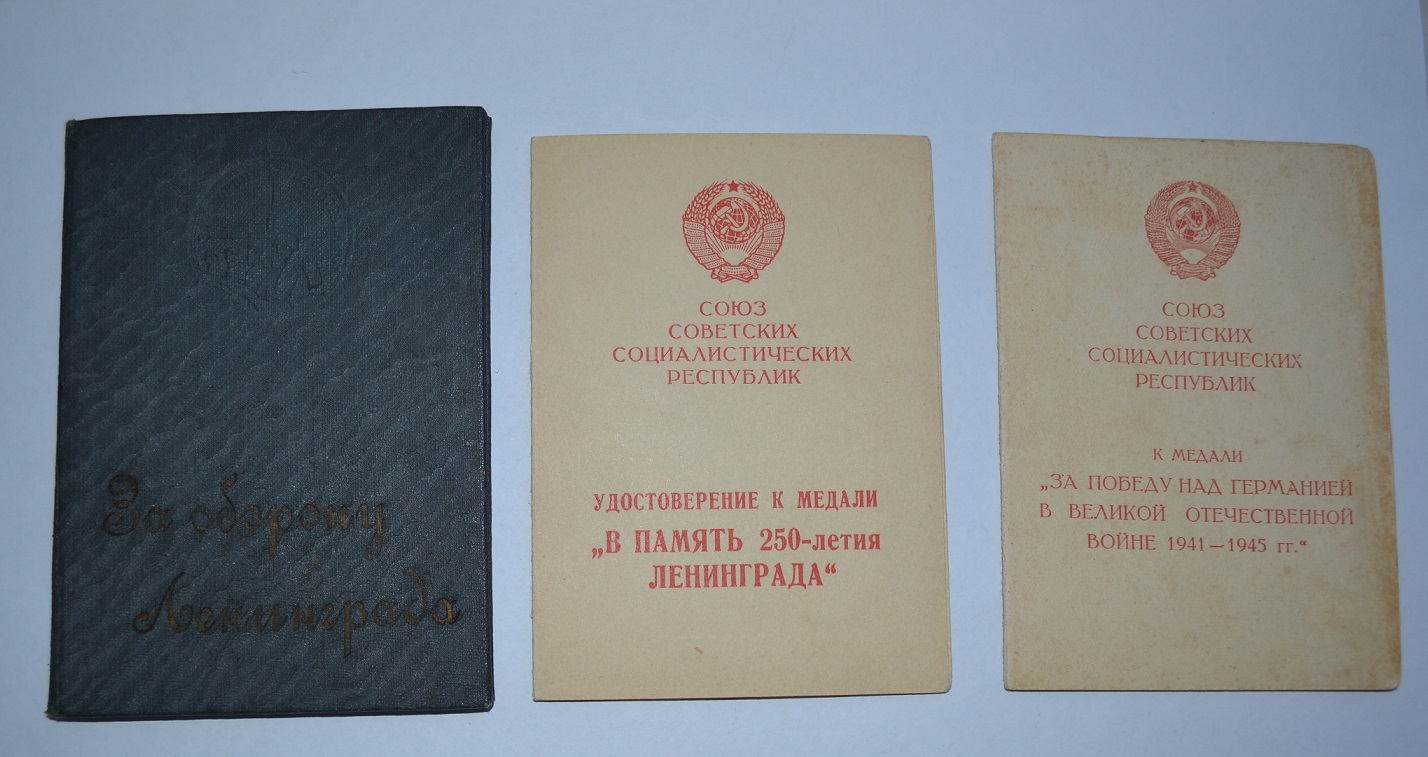 За оборону
Ленинграда
СОЮЗ
СОВЕТСКИХ
СОЦИАЛИСТИЧЕСКИХ
РЕСПУБЛИК
УДОСТОВЕРЕНИЕ К МЕДАЛИ
„В ПАМЯТЬ 250-летия
ЛЕНИНГРАДА“
СОЮЗ
СОВЕТСКИХ
СОЦИАЛИСТИЧЕСКИХ
РЕСПУБЛИК
К МЕДАЛИ
„ЗА ПОБЕДУ НАД ГЕРМАНИЕЙ
В ВЕЛИКОЙ ОТЕЧЕСТВЕННОЙ
ВОЙНЕ 1941—1945 гг.“